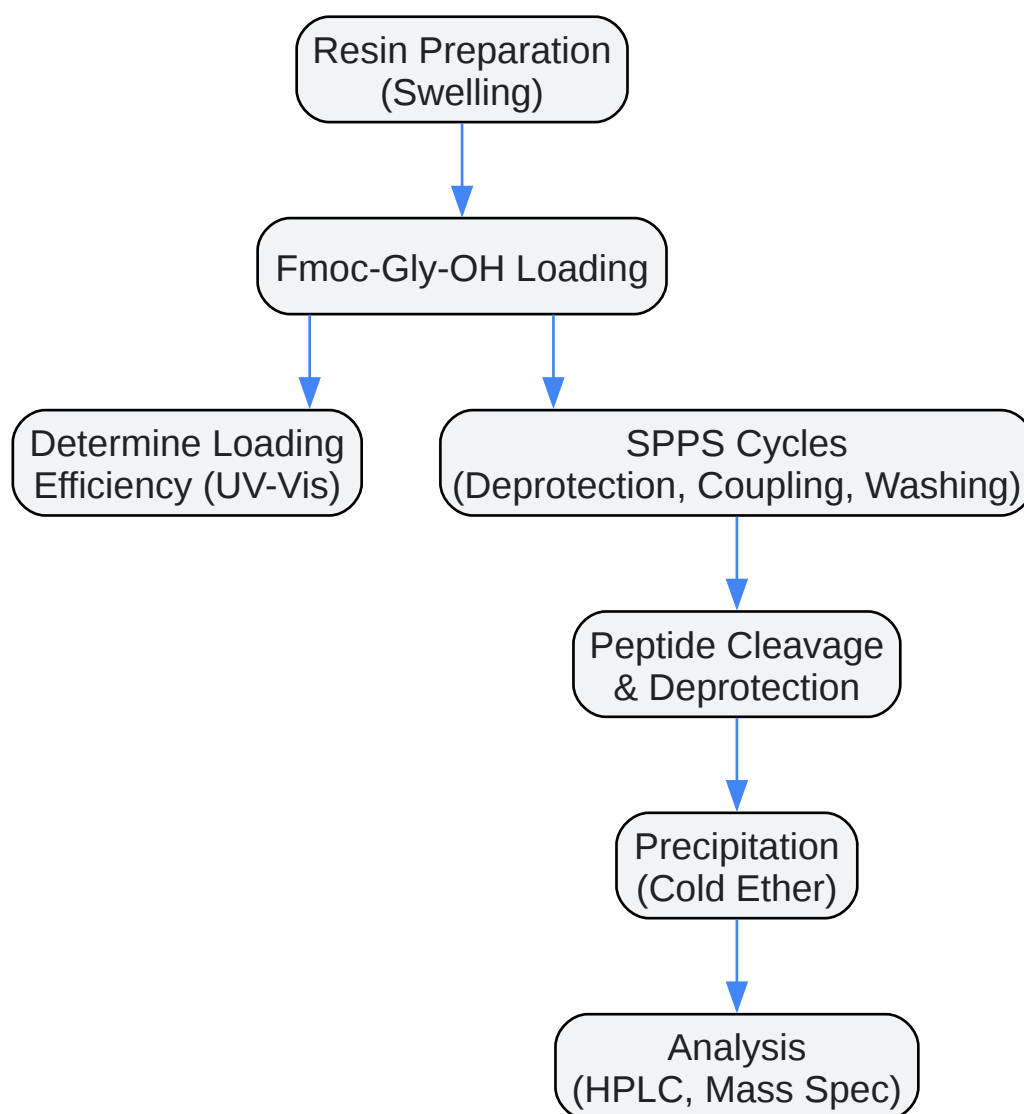 Resin Preparation
(Swelling)
Fmoc-Gly-OH Loading
Determine Loading
Efficiency (UV-Vis)
SPPS Cycles
(Deprotection, Coupling, Washing)
Peptide Cleavage
& Deprotection
Precipitation
(Cold Ether)
Analysis
(HPLC, Mass Spec)